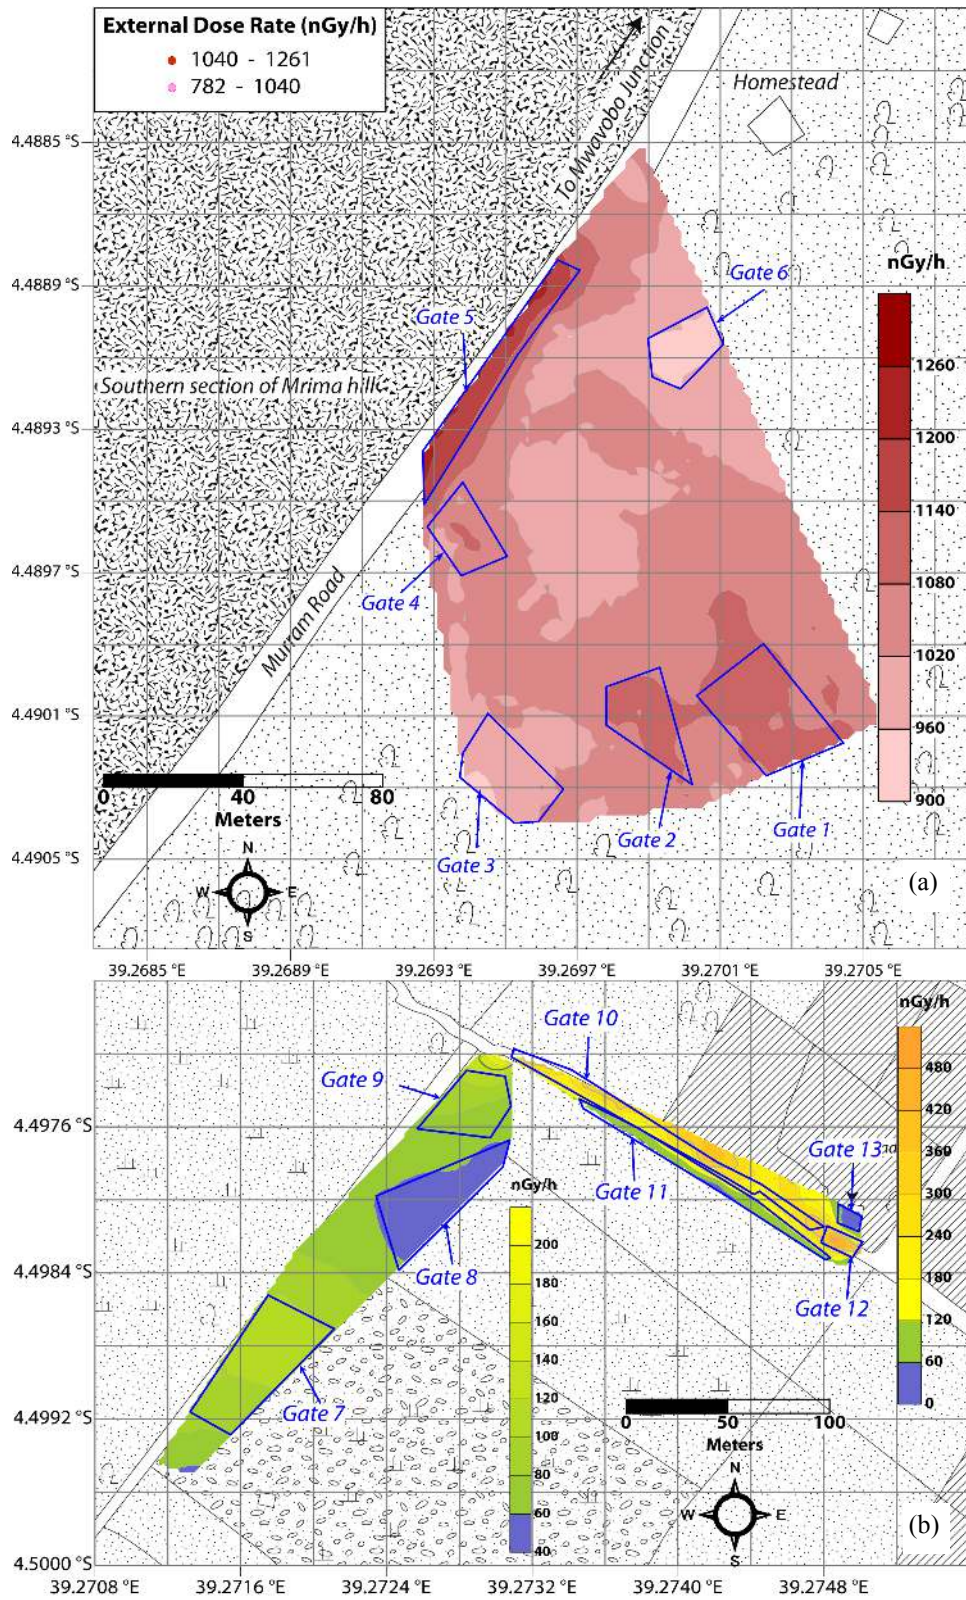 External Dose Rate (nGy/h)
1040 - 1261
782 - 1040
To Mwavobo Junction
Homestead
4.4885 °S
nGy/h
Gate 6
4.4889 °S
Gate 5
1260
Southern section of Mrima hill
1200
4.4893 °S
1140
4.4897 °S
1080
Gate 4
Murram Road
1020
4.4901 °S
960
900
0 40 80
Meters
Gate 3
Gate 2
Gate 1
4.4905 °S
N
W E
S
(a)
39.2685 °E 39.2689 °E 39.2693 °E 39.2697 °E 39.2701 °E 39.2705 °E
nGy/h
Gate 10
480
Gate 9
420
4.4976 °S
360
Gate 13
nGy/h
Gate 11
300
200
240
4.4984 °S
Gate 8
180
180
Gate 12
160
120
140
60
120
0 50 100
0
Gate 7
4.4992 °S
100
Meters
80
N
W E
S
60
(b)
40
4.5000 °S
39.2708 °E 39.2716 °E 39.2724 °E 39.2732 °E 39.2740 °E 39.2748 °E